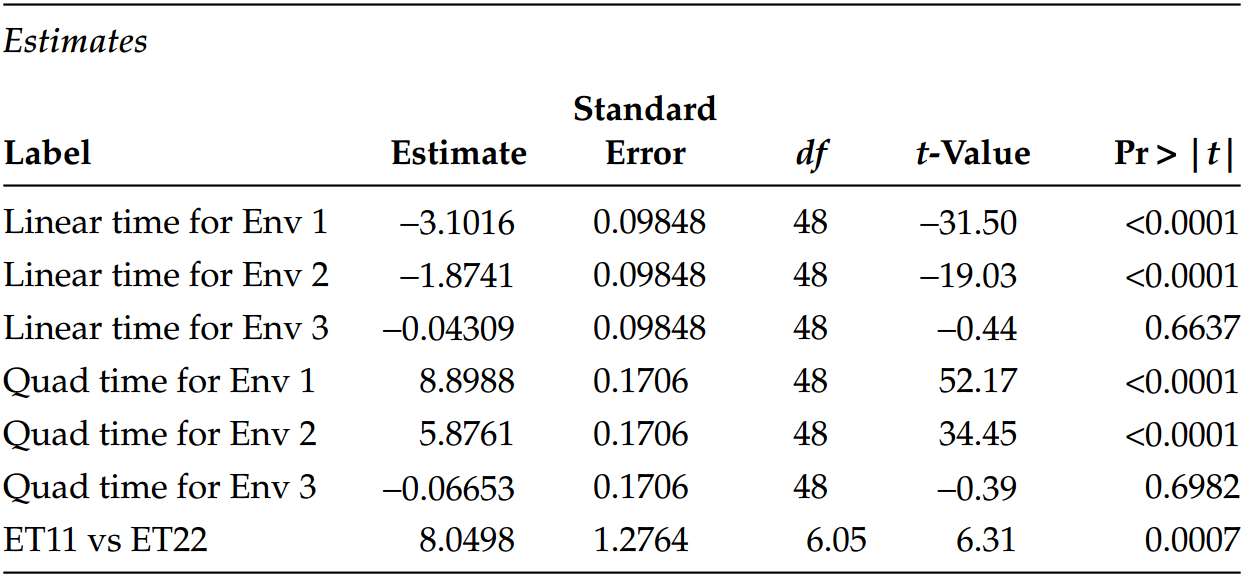 Estimates
Standard
Label Estimate Error df t-Value Pr > |t|
Linear time for Env 1 –3.1016 0.09848 48 –31.50 <0.0001
Linear time for Env 2 –1.8741 0.09848 48 –19.03 <0.0001
Linear time for Env 3 –0.04309 0.09848 48 –0.44 0.6637
Quad time for Env 1 8.8988 0.1706 48 52.17 <0.0001
Quad time for Env 2 5.8761 0.1706 48 34.45 <0.0001
Quad time for Env 3 –0.06653 0.1706 48 –0.39 0.6982
ET11 vs ET22 8.0498 1.2764 6.05 6.31 0.0007